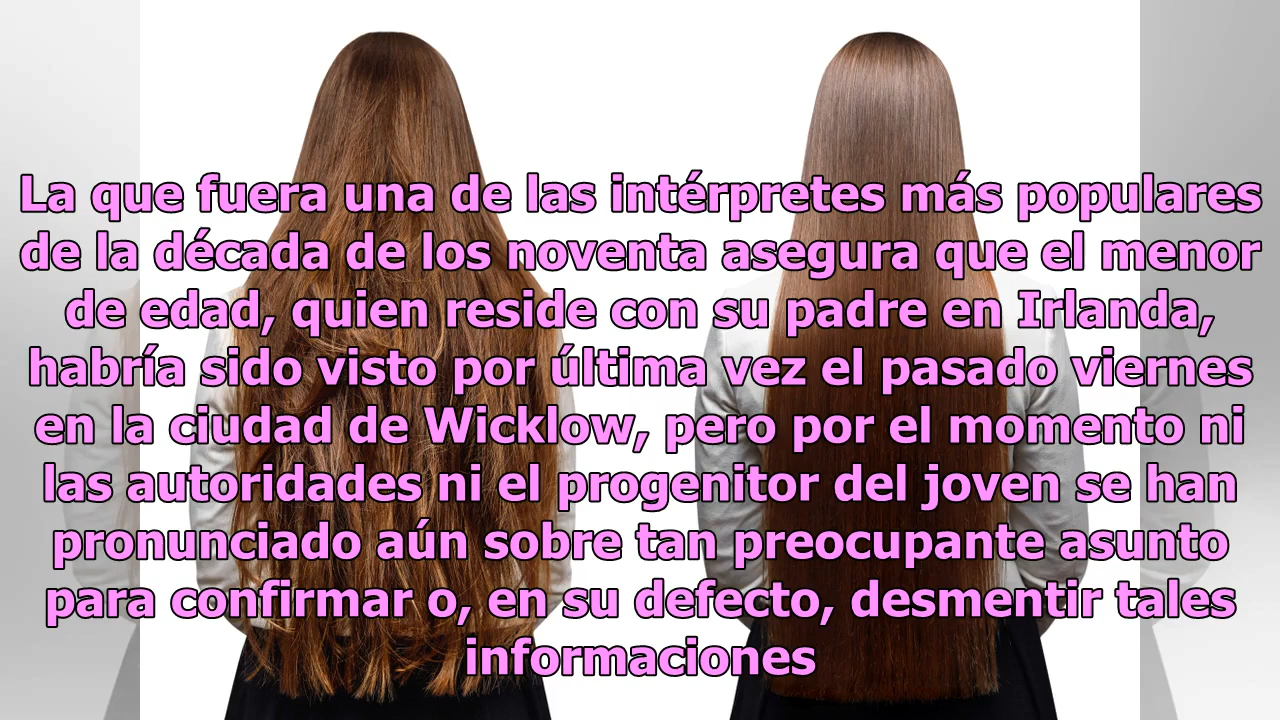 La que fuera una de las intérpretes más populares
de la década de los noventa asegura que el menor
de edad, quien reside con su padre en Irlanda,
habría sido visto por última vez el pasado viernes
en la ciudad de Wicklow, pero por el momento ni
las autoridades ni el progenitor del joven se han
pronunciado aún sobre tan preocupante asunto
para confirmar o, en su defecto, desmentir tales
informaciones